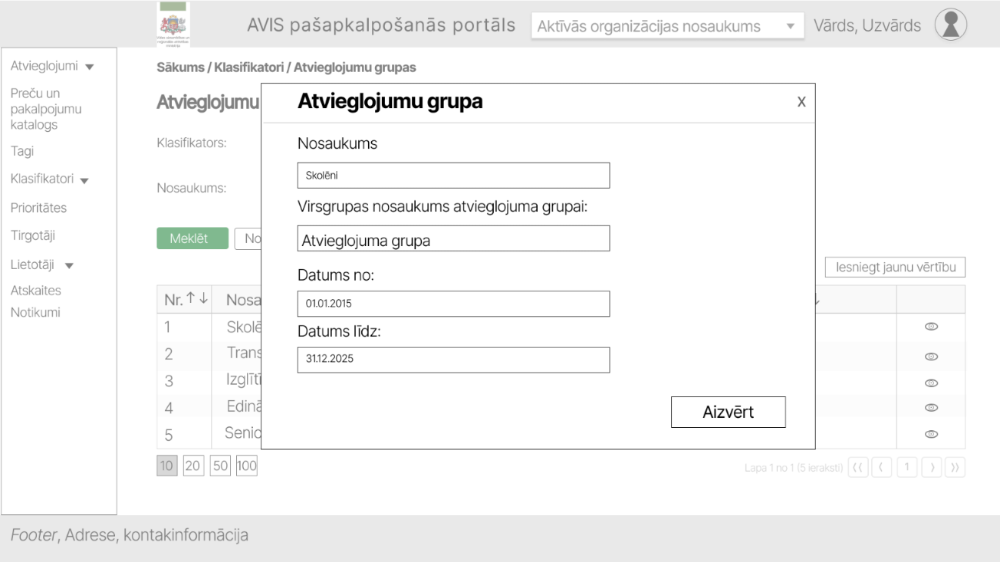 AVIS pašapkalpošanās portāls
Aktīvās organizācijas nosaukums
Vārds, Uzvārds
Atvieglojumi
Preču un
pakalpojumu
katalogs
Tagi
Klasifikatori
Prioritātes
Tirgotāji
Lietotāji
Atskaites
Notikumi
Sākums / Klasifikatori / Atvieglojumu grupas
Atvieglojumu
Klasifikators:
Nosaukums:
Meklēt
No
Iesniegt jaunu vērtību
Nr. ↑↓ Nosa
1 Skolē
2 Trans
3 Izglītī
4 Edinā
5 Senio
10 20 50 100
Lapa 1 no 1 (5 ieraksti) ⟨⟨ ⟨ 1 ⟩ ⟩⟩
Atvieglojumu grupa
X
Nosaukums
Skolēni
Virsgrupas nosaukums atvieglojuma grupai:
Atvieglojuma grupa
Datums no:
01.01.2015
Datums līdz:
31.12.2025
Aizvērt
Footer, Adrese, kontakinformācija